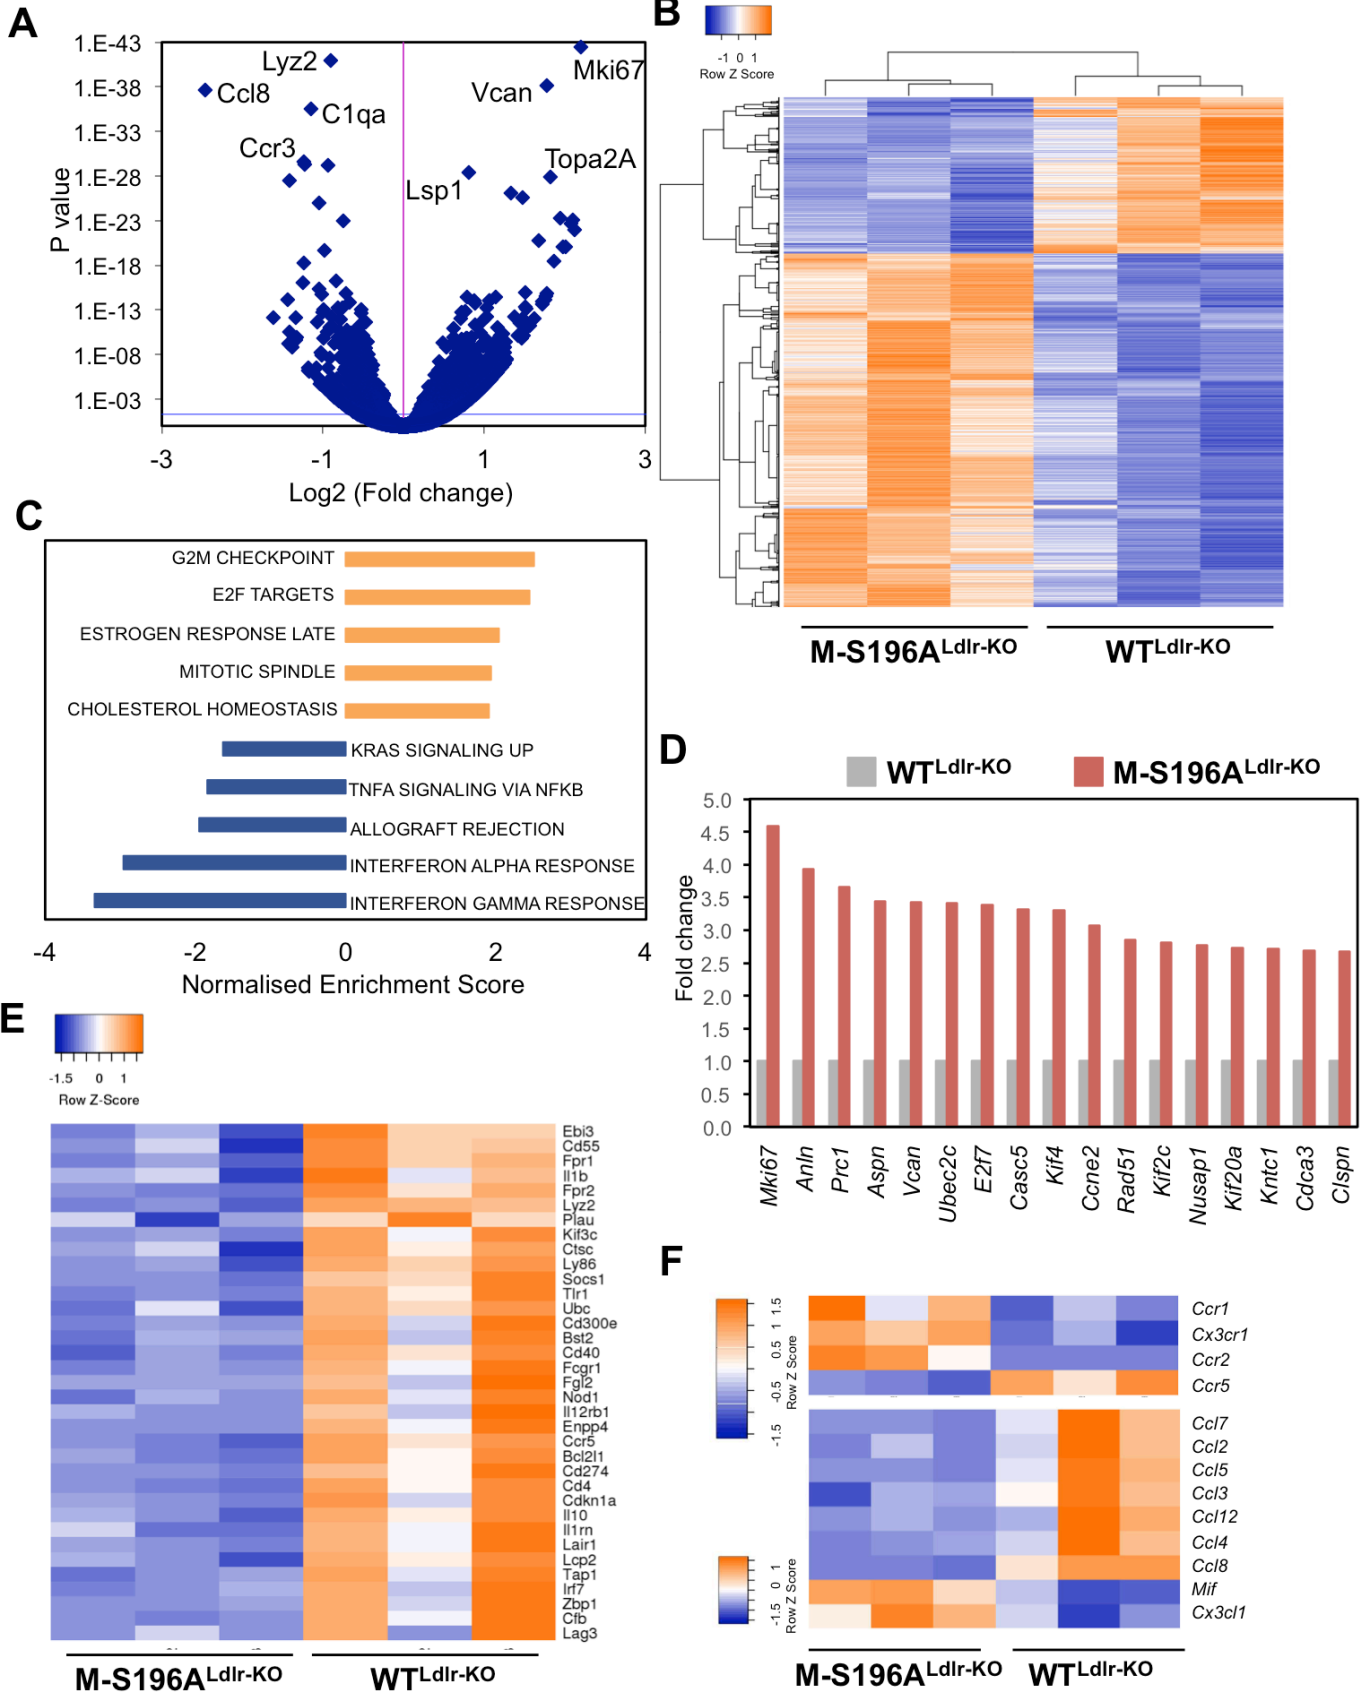 A
1.E-43
1.E-38
1.E-33
1.E-28
1.E-23
1.E-18
1.E-13
1.E-08
1.E-03
P value
Lyz2
Mki67
Ccl8
Vcan
C1qa
Ccr3
Topa2A
Lsp1
-3
-1
1
3
Log2 (Fold change)
B
-1 0 1
Row Z Score
M-S196A Ldlr-KO
WT Ldlr-KO
C
G2M CHECKPOINT
E2F TARGETS
ESTROGEN RESPONSE LATE
MITOTIC SPINDLE
CHOLESTEROL HOMEOSTASIS
KRAS SIGNALING UP
TNFA SIGNALING VIA NFKB
ALLOGRAFT REJECTION
INTERFERON ALPHA RESPONSE
INTERFERON GAMMA RESPONSE
-4
-2
0
2
4
Normalised Enrichment Score
D
WT Ldlr-KO
M-S196A Ldlr-KO
5.0
4.5
4.0
3.5
3.0
2.5
2.0
1.5
1.0
0.5
0.0
Fold change
Mki67
Anln
Prc1
Aspn
Vcan
Ubec2c
E2f7
Casc5
Kif4
Ccne2
Rad51
Kif2c
Nusap1
Kif20a
Kntc1
Cdca3
Clspn
E
-1.5 0 1
Row Z-Score
Ebi3
Cd55
Fpr1
Il1b
Fpr2
Lyz2
Plau
Kif3c
Ctsc
Ly86
Socs1
Tlr1
Ubc
Cd300e
Bst2
Cd40
Fcgr1
Fgl2
Nod1
Il12rb1
Enpp4
Ccr5
Bcl2l1
Cd274
Cd4
Cdkn1a
Il10
Il1rn
Lair1
Lcp2
Tap1
Irf7
Zbp1
Cfb
Lag3
M-S196A Ldlr-KO
WT Ldlr-KO
F
1.5
1
0.5
-0.5
-1.5
Row Z Score
Ccr1
Cx3cr1
Ccr2
Ccr5
Ccl7
Ccl2
Ccl5
Ccl3
Ccl12
Ccl4
Ccl8
Mif
Cx3cl1
1
0
-1.5
Row Z Score
M-S196A Ldlr-KO
WT Ldlr-KO